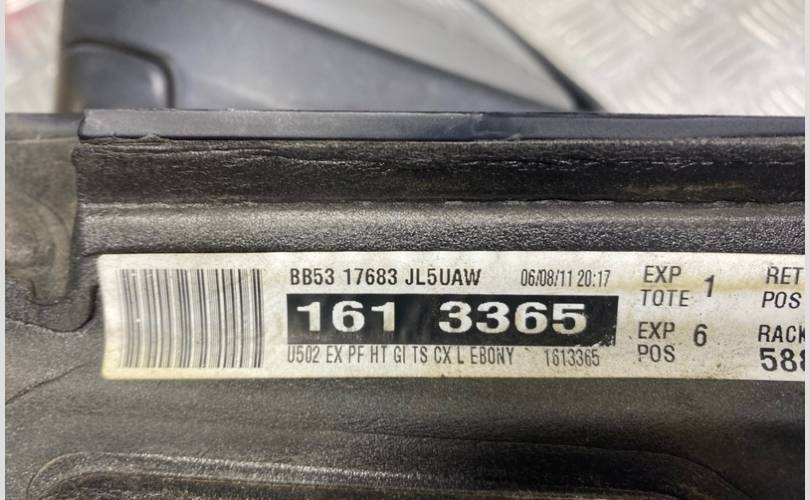 BB53 17683 JL5UAW 06/08/11 20:17
161 3365
U502 EX PF HT GI TS CX L EBONY 1613365
EXP
TOTE 1
EXP
POS 6
RET
POS
RACK